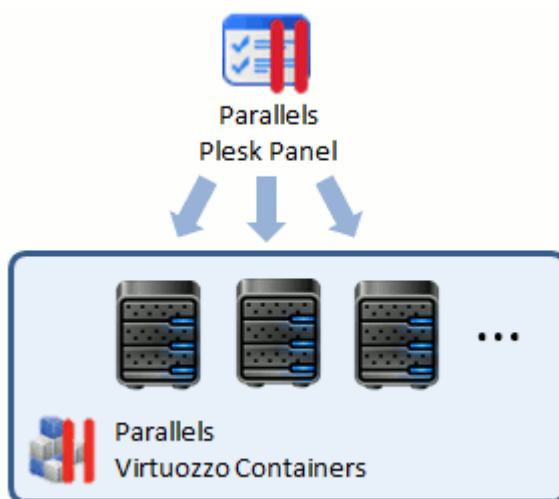 Parallels
Plesk Panel
...
Parallels
Virtuozzo Containers